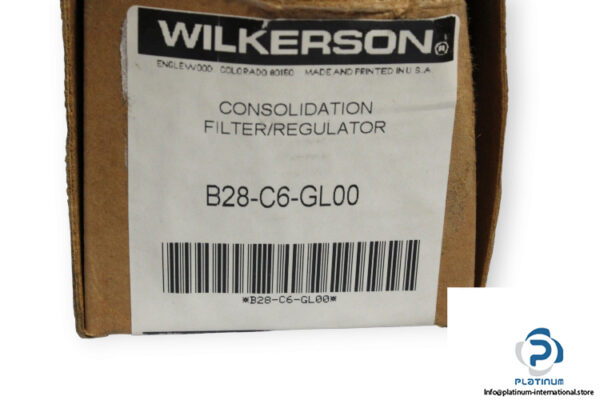 WILKERSON®
ENGLEWOOD COLORADO 80150 MADE AND PRINTED IN U.S.A.
CONSOLIDATION
FILTER/REGULATOR
B28-C6-GL00
*B28-C6-GL00*
PLATINUM
Info@platinum-international.store